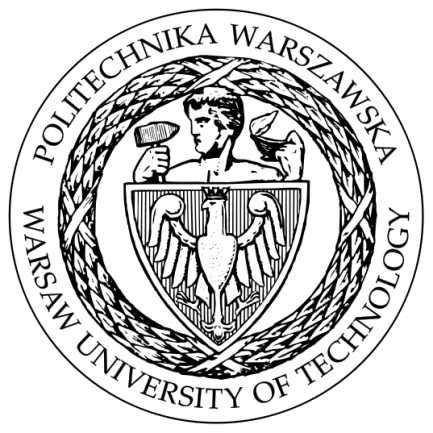 POLITECHNIKA WARSZAWSKA
WARSAW UNIVERSITY OF TECHNOLOGY